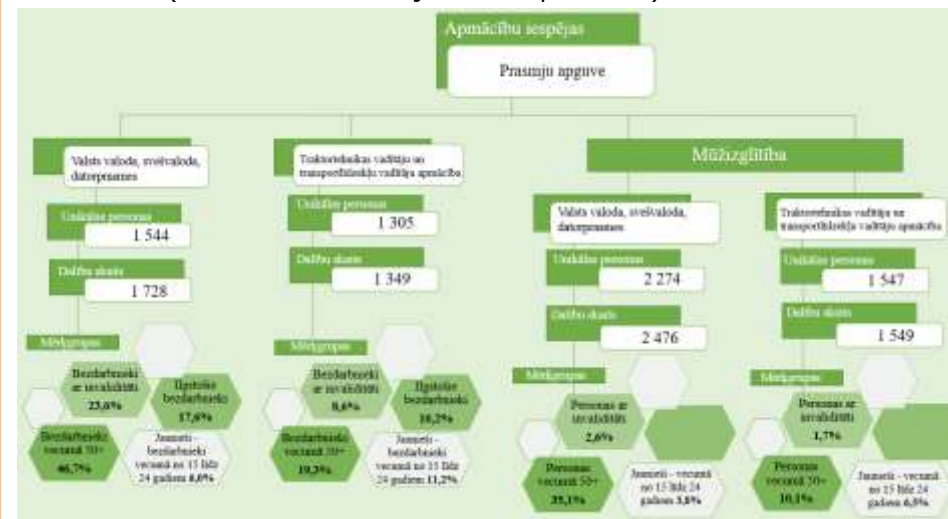 Apmācību iespējas
Prasmju apguve
Valsts valoda, svešvaloda,
datorprasmes
Unikālas personas
1 544
Dalību skaits
1 728
Mērķgrupas
Bezdarbnieki
ar invaliditāti
23,6%
Ilgstošie
bezdarbnieki
17,6%
Bezdarbnieki
vecumā 50+
46,7%
Jaunieši -
bezdarbnieki
vecumā no 15 līdz
24 gadiem 6,0%
Traktortehnikas vadītāju un
transportlīdzekļu vadītāju apmācība
Unikālas personas
1 305
Dalību skaits
1 349
Mērķgrupas
Bezdarbnieki
ar invaliditāti
8,6%
Ilgstošie
bezdarbnieki
10,2%
Bezdarbnieki
vecumā 50+
19,3%
Jaunieši -
bezdarbnieki
vecumā no 15 līdz
24 gadiem 11,2%
Mūžizglītība
Valsts valoda, svešvaloda,
datorprasmes
Unikālas personas
2 274
Dalību skaits
2 476
Mērķgrupas
Personas ar
invaliditāti
2,6%
Personas
vecumā 50+
35,1%
Jaunieši - vecumā
no 15 līdz 24
gadiem
Traktortehnikas vadītāju un
transportlīdzekļu vadītāju apmācība
Unikālas personas
1 547
Dalību skaits
1 549
Mērķgrupas
Personas ar
invaliditāti
1,7%
Personas
vecumā 50+
10,1%
Jaunieši - vecumā
no 15 līdz 24
gadiem 6,5%